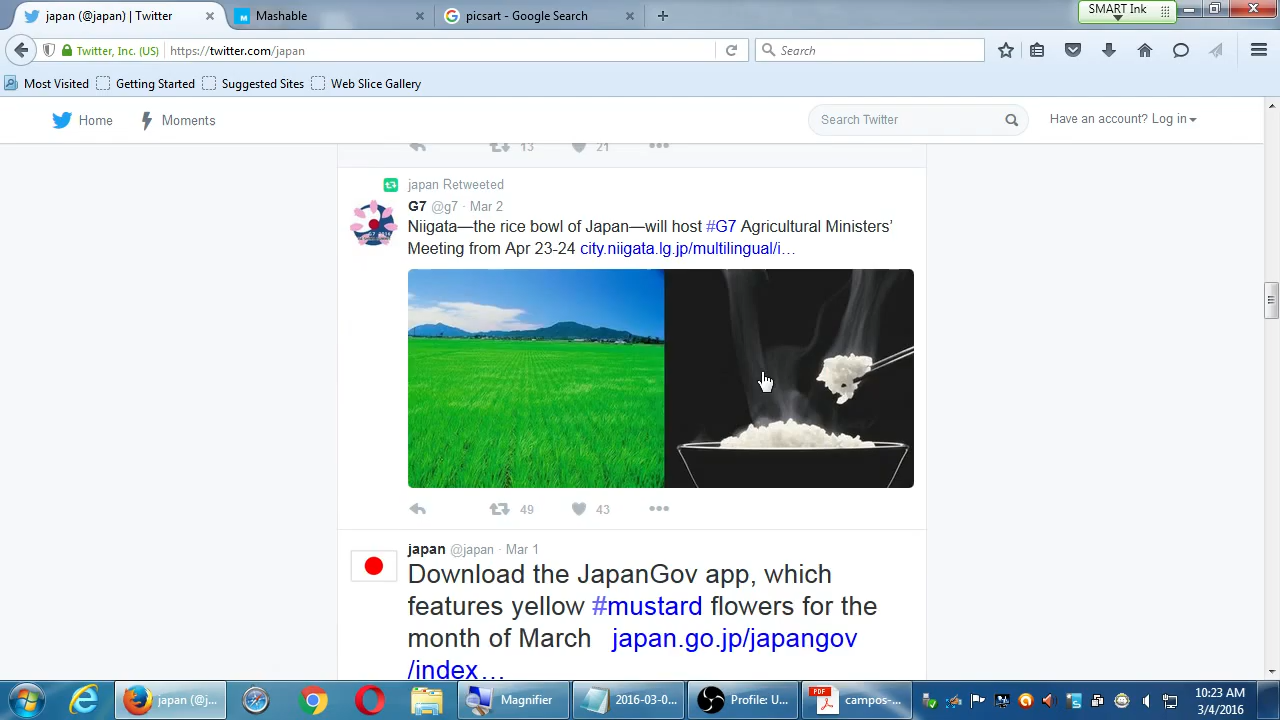 japan (@japan) | Twitter
Mashable
picsart - Google Search
SMART Ink
Twitter, Inc. (US)
https://twitter.com/japan
Search
Most Visited
Getting Started
Suggested Sites
Web Slice Gallery
Home
Moments
Search Twitter
Have an account? Log in
13
21
japan Retweeted
G7 @g7 · Mar 2
Niigata—the rice bowl of Japan—will host #G7 Agricultural Ministers’
Meeting from Apr 23-24 city.niigata.lg.jp/multilingual/i…
49
43
japan @japan · Mar 1
Download the JapanGov app, which
features yellow #mustard flowers for the
month of March japan.go.jp/japangov
/index…
japan (@j...
Magnifier
2016-03-0...
Profile: U...
PDF
campos-...
10:23 AM
3/4/2016